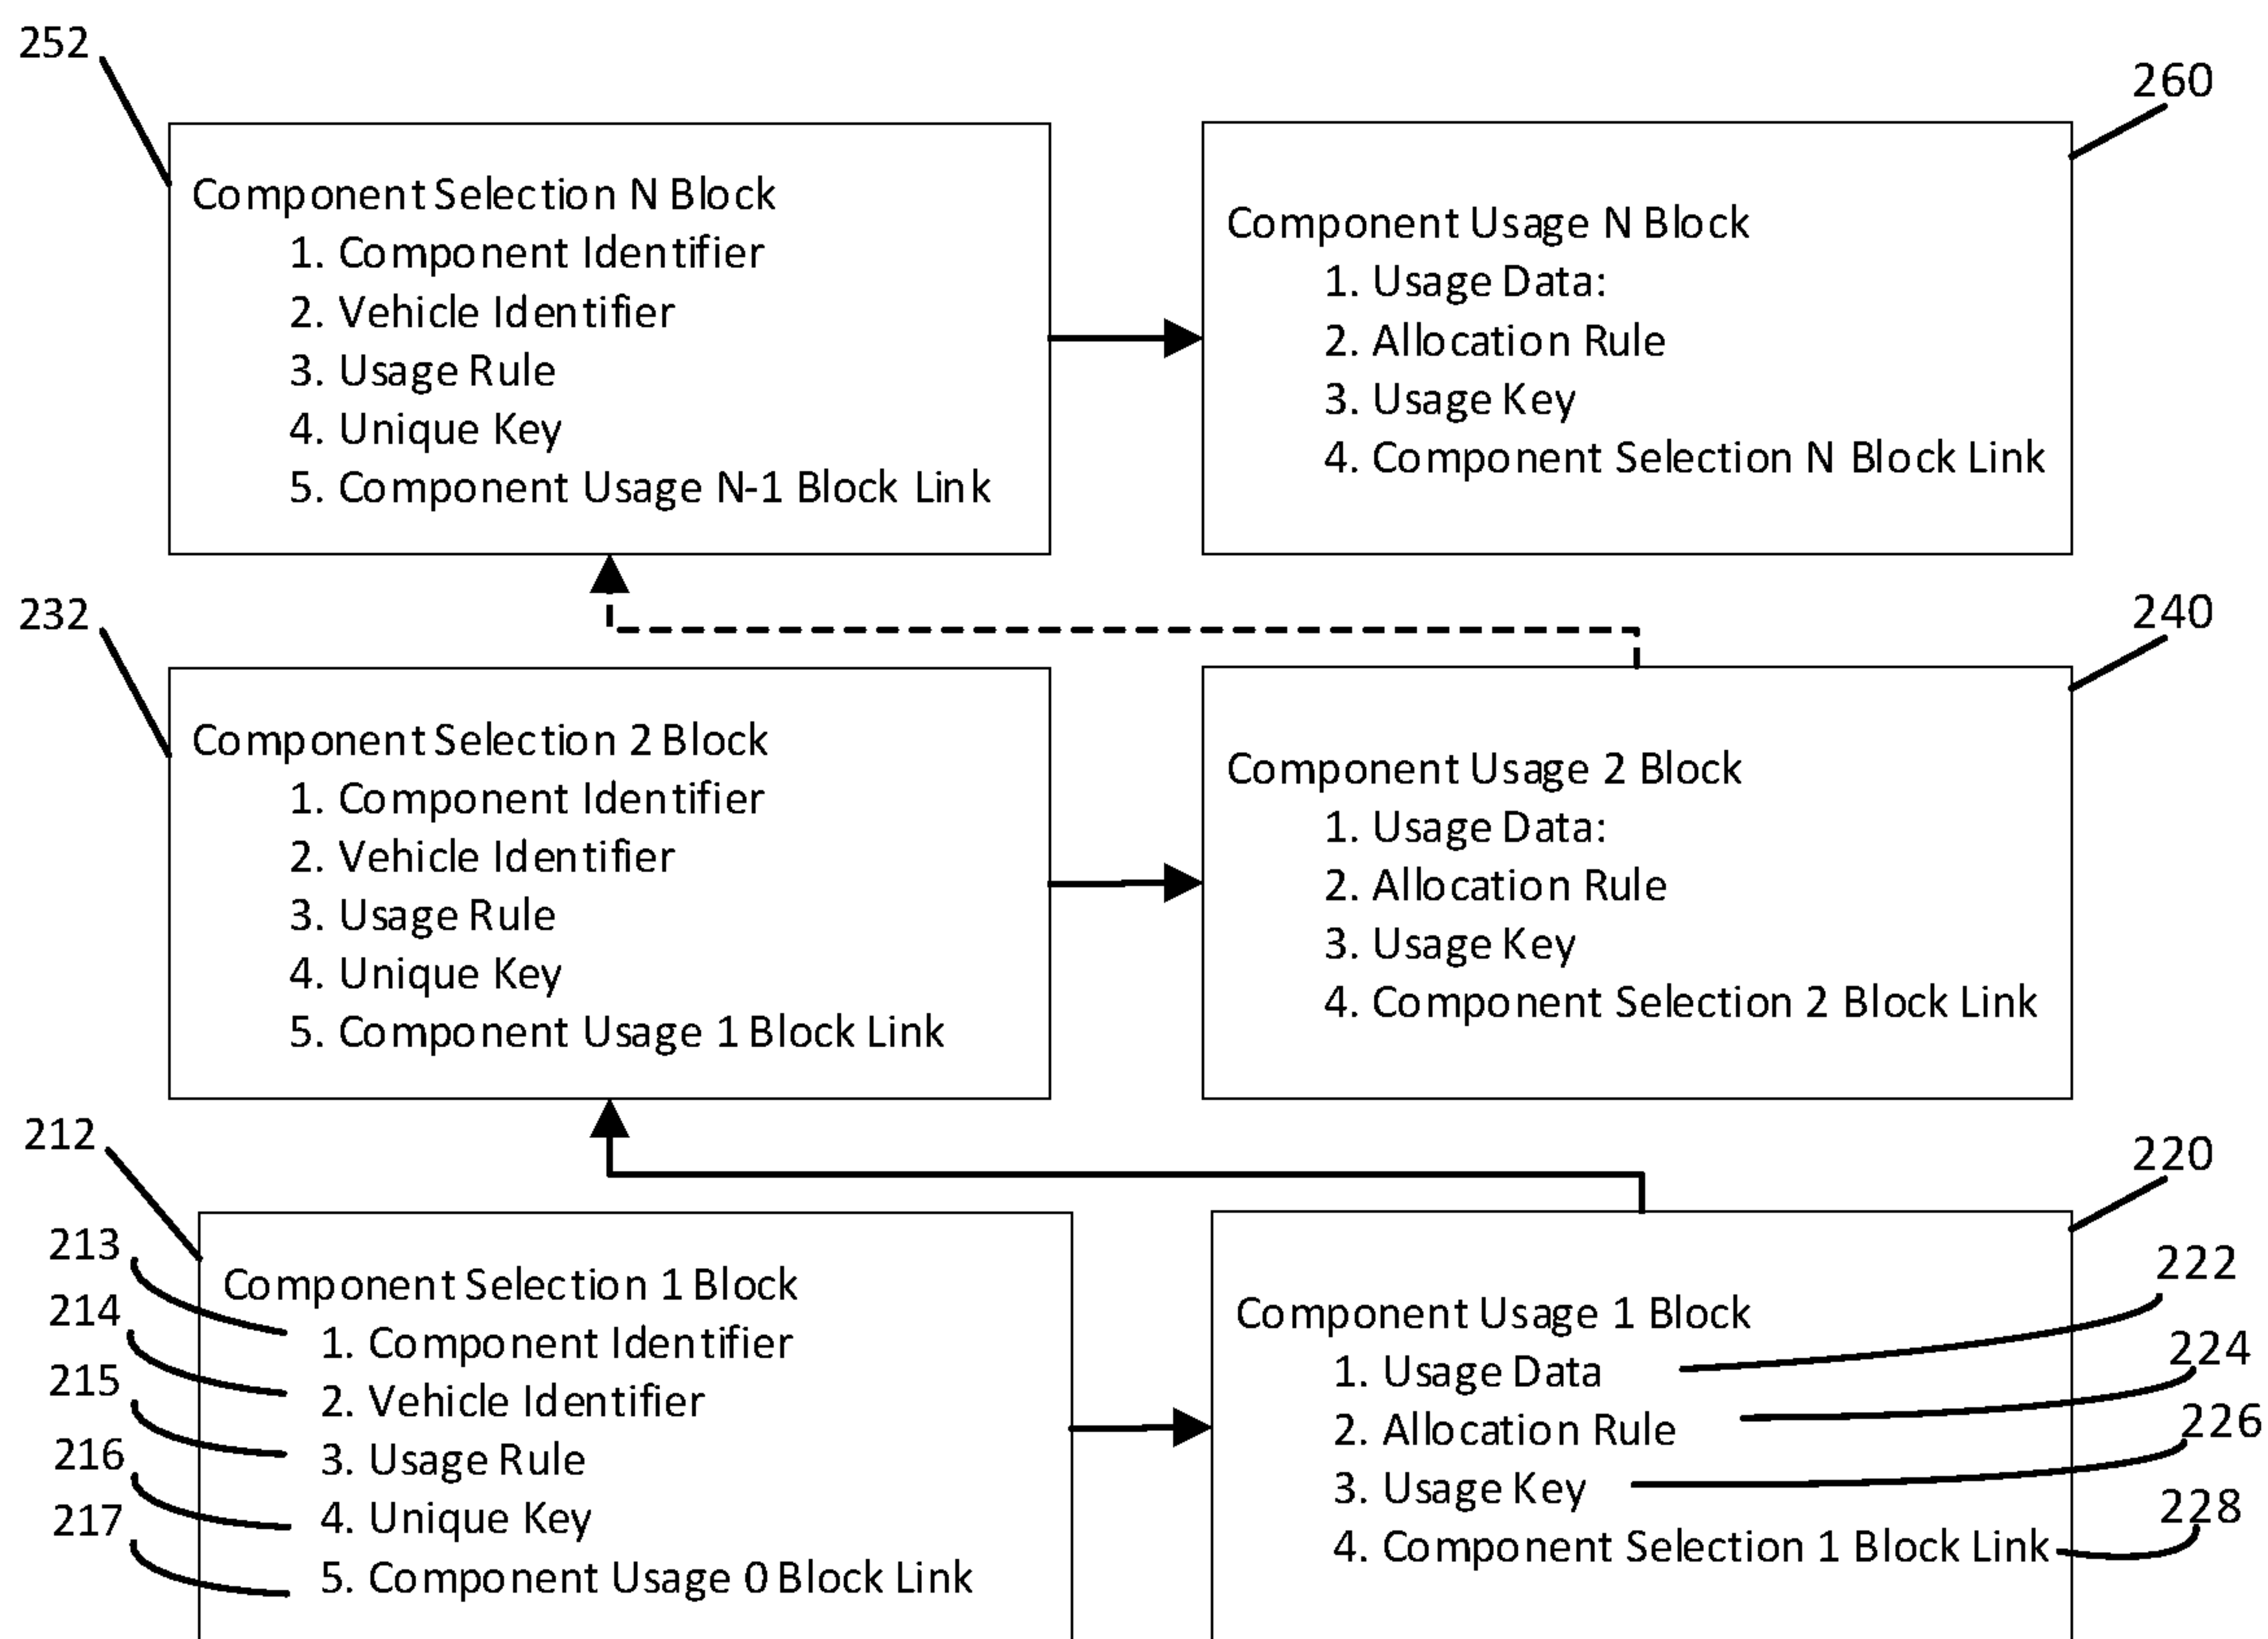 252
260
Component Selection N Block
1. Component Identifier
2. Vehicle Identifier
3. Usage Rule
4. Unique Key
5. Component Usage N-1 Block Link
Component Usage N Block
1. Usage Data:
2. Allocation Rule
3. Usage Key
4. Component Selection N Block Link
232
240
Component Selection 2 Block
1. Component Identifier
2. Vehicle Identifier
3. Usage Rule
4. Unique Key
5. Component Usage 1 Block Link
Component Usage 2 Block
1. Usage Data:
2. Allocation Rule
3. Usage Key
4. Component Selection 2 Block Link
212
220
213
214
215
216
217
Component Selection 1 Block
1. Component Identifier
2. Vehicle Identifier
3. Usage Rule
4. Unique Key
5. Component Usage 0 Block Link
Component Usage 1 Block
1. Usage Data
2. Allocation Rule
3. Usage Key
4. Component Selection 1 Block Link
222
224
226
228